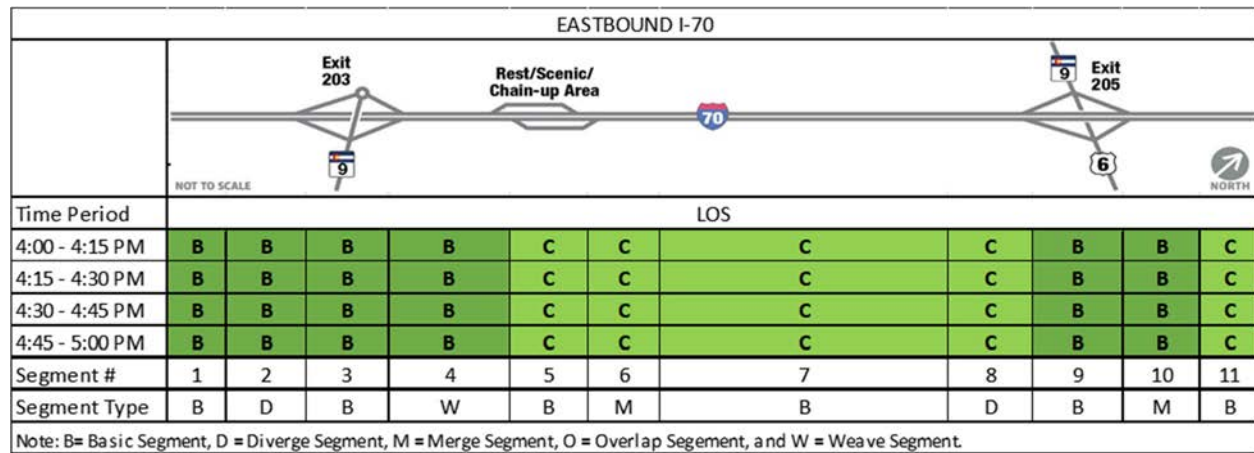 EASTBOUND I-70
Exit
203
Rest/Scenic/
Chain-up Area
9
Exit
205
70
9
6
NOT TO SCALE
NORTH
Time Period LOS
4:00 - 4:15 PM B B B B C C C C B B C
4:15 - 4:30 PM B B B B C C C C B B C
4:30 - 4:45 PM B B B B C C C C B B C
4:45 - 5:00 PM B B B B C C C C B B C
Segment # 1 2 3 4 5 6 7 8 9 10 11
Segment Type B D B W B M B D B M B
Note: B= Basic Segment, D = Diverge Segment, M = Merge Segment, O = Overlap Segement, and W = Weave Segment.